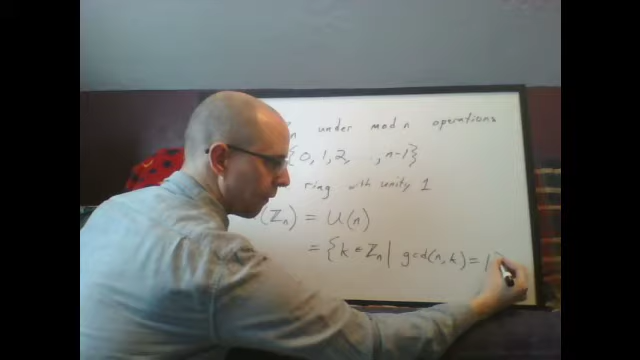 n under mod n operations
{0, 1, 2, ..., n-1}
ring with unity 1
(ℤn) = U(n)
= {k ∈ ℤn | gcd(n, k) = 1}